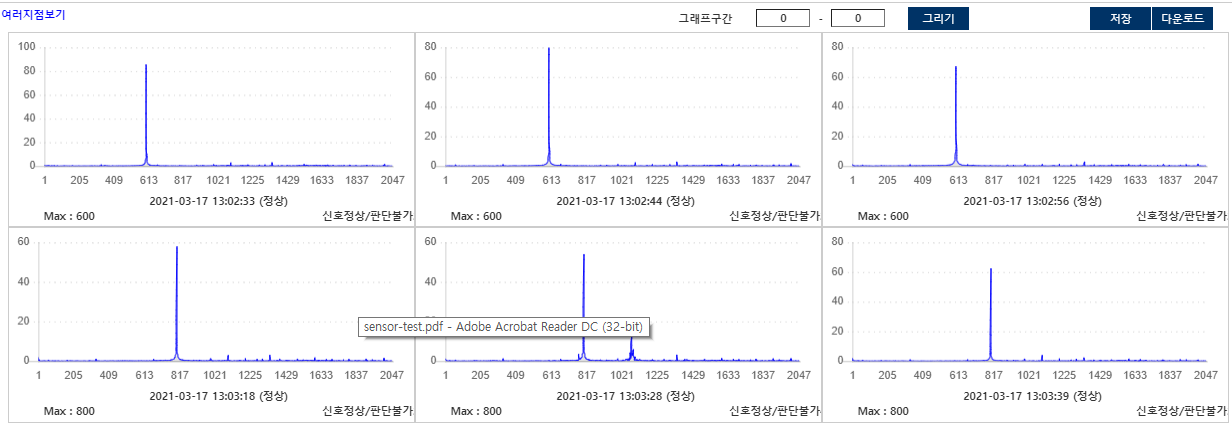 여러지점보기
그래프구간 0 - 0 그리기 저장 다운로드
100
80
60
40
20
0
1 205 409 613 817 1021 1225 1429 1633 1837 2047
2021-03-17 13:02:33 (정상)
Max : 600 신호정상/판단불가
80
60
40
20
0
1 205 409 613 817 1021 1225 1429 1633 1837 2047
2021-03-17 13:02:44 (정상)
Max : 600 신호정상/판단불가
80
60
40
20
0
1 205 409 613 817 1021 1225 1429 1633 1837 2047
2021-03-17 13:02:56 (정상)
Max : 600 신호정상/판단불가
60
40
20
0
1 205 409 613 817 1021 1225 1429 1633 1837 2047
2021-03-17 13:03:18 (정상)
Max : 800 신호정상/판단불가
sensor-test.pdf - Adobe Acrobat Reader DC (32-bit)
60
40
0
1 205 409 613 817 1021 1225 1429 1633 1837 2047
2021-03-17 13:03:28 (정상)
Max : 800 신호정상/판단불가
80
60
40
20
0
1 205 409 613 817 1021 1225 1429 1633 1837 2047
2021-03-17 13:03:39 (정상)
Max : 800 신호정상/판단불가